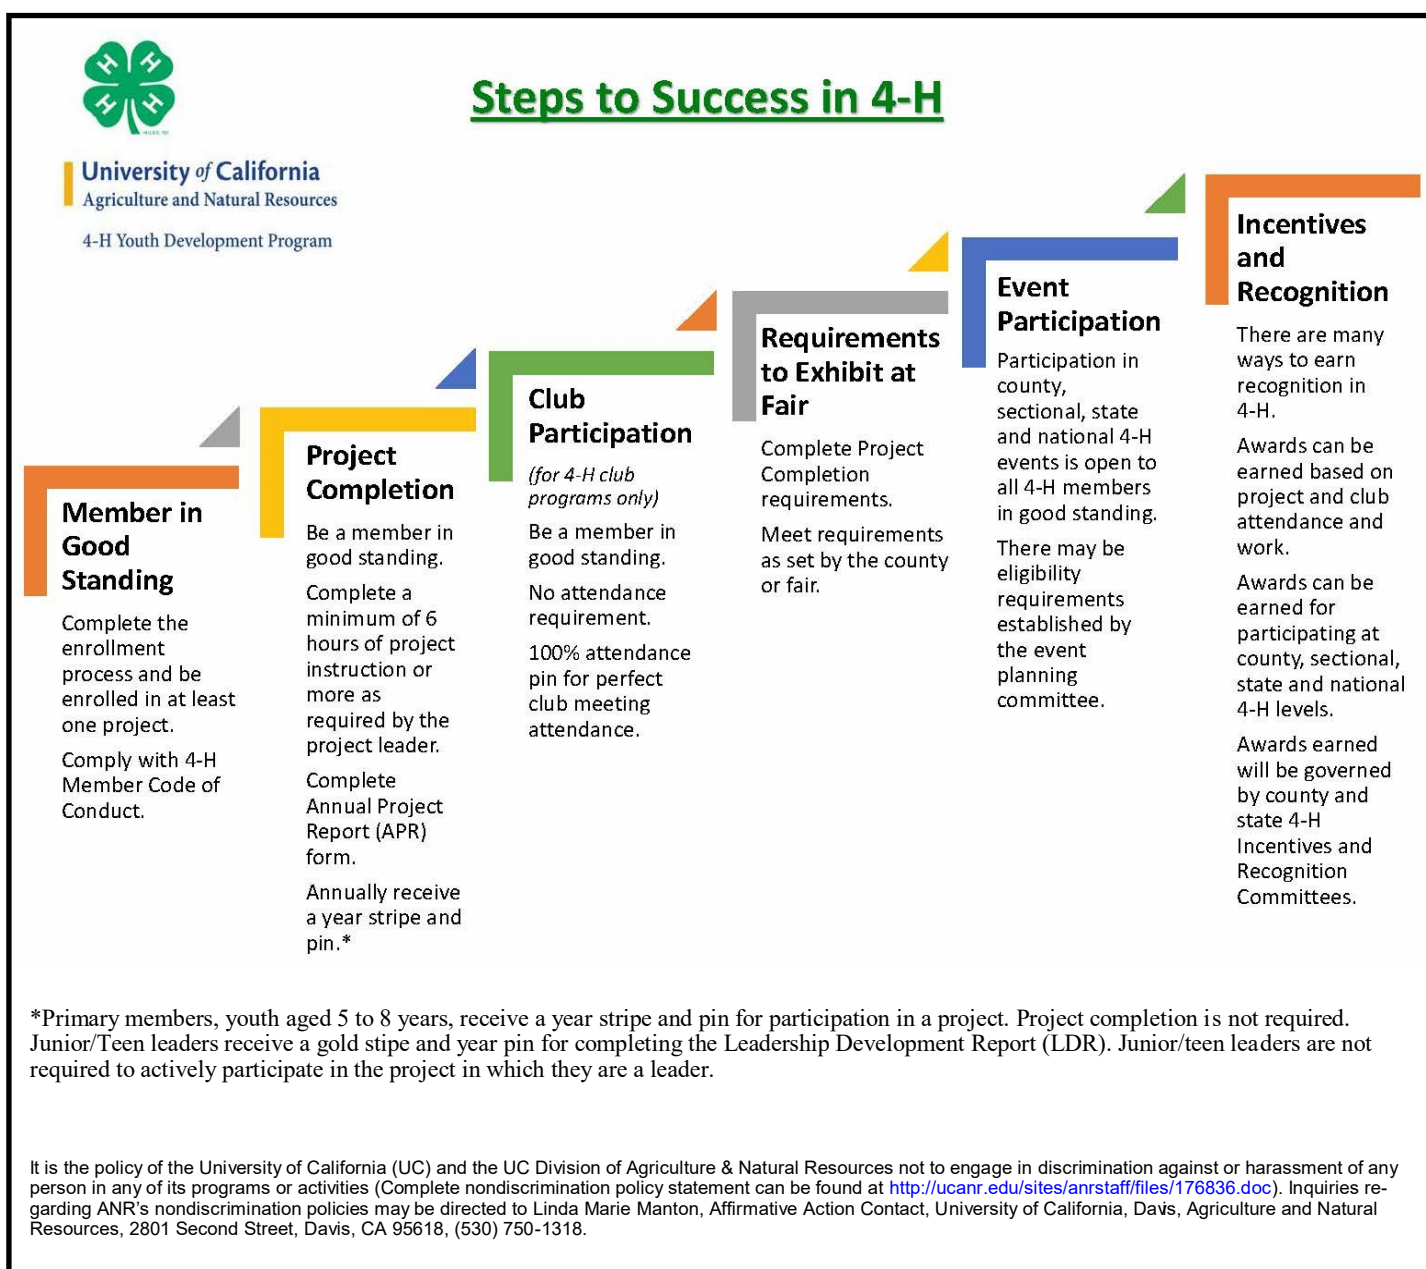 H H
H H
Steps to Success in 4-H
University of California
Agriculture and Natural Resources
4-H Youth Development Program
Member in
Good
Standing
Complete the
enrollment
process and be
enrolled in at least
one project.
Comply with 4-H
Member Code of
Conduct.
Project
Completion
Be a member in
good standing.
Complete a
minimum of 6
hours of project
instruction or
more as
required by the
project leader.
Complete
Annual Project
Report (APR)
form.
Annually receive
a year stripe and
pin.*
Club
Participation
(for 4-H club
programs only)
Be a member in
good standing.
No attendance
requirement.
100% attendance
pin for perfect
club meeting
attendance.
Requirements
to Exhibit at
Fair
Complete Project
Completion
requirements.
Meet requirements
as set by the county
or fair.
Event
Participation
Participation in
county,
sectional, state
and national 4-H
events is open to
all 4-H members
in good standing.
There may be
eligibility
requirements
established by
the event
planning
committee.
Incentives
and
Recognition
There are many
ways to earn
recognition in
4-H.
Awards can be
earned based on
project and club
attendance and
work.
Awards can be
earned for
participating at
county, sectional,
state and national
4-H levels.
Awards earned
will be governed
by county and
state 4-H
Incentives and
Recognition
Committees.
*Primary members, youth aged 5 to 8 years, receive a year stripe and pin for participation in a project. Project completion is not required.
Junior/Teen leaders receive a gold stipe and year pin for completing the Leadership Development Report (LDR). Junior/teen leaders are not
required to actively participate in the project in which they are a leader.
It is the policy of the University of California (UC) and the UC Division of Agriculture & Natural Resources not to engage in discrimination against or harassment of any
person in any of its programs or activities (Complete nondiscrimination policy statement can be found at http://ucanr.edu/sites/anrstaff/files/176836.doc). Inquiries re-
garding ANR's nondiscrimination policies may be directed to Linda Marie Manton, Affirmative Action Contact, University of California, Davis, Agriculture and Natural
Resources, 2801 Second Street, Davis, CA 95618, (530) 750-1318.